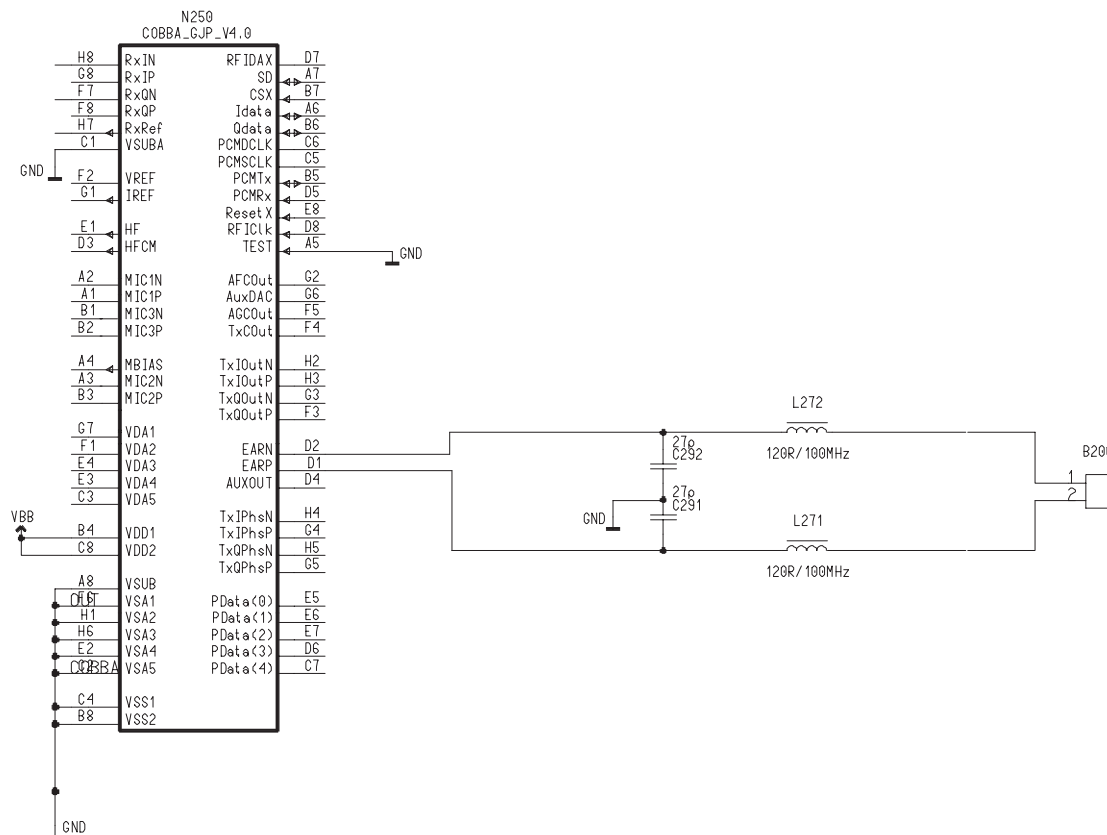 N250
COBBA_GJP_V4.0
H8 RxIN RFIDAX D7
G8 RxIP SD A7
F7 RxQN CSX B7
F8 RxQP Idata A6
H7 RxRef Qdata B6
C1 VSUBA PCMDCLK C6
PCMSCLK C5
GND
F2 VREF PCMTx B5
G1 IREF PCMRx D5
ResetX E8
E1 HF RFIClk D8
D3 HFCM TEST A5
GND
A2 MIC1N AFCOut G2
A1 MIC1P AuxDAC G6
B1 MIC3N AGCOut F5
B2 MIC3P TxCOut F4
A4 MBIAS TxIOutN H2
A3 MIC2N TxIOutP H3
B3 MIC2P TxQOutN G3
TxQOutP F3
L272
G7 VDA1
F1 VDA2 EARN D2
27p
C292
120R/100MHz
B200
E4 VDA3 EARP D1
E3 VDA4 AUXOUT D4
1
2
C3 VDA5
27p
C291
GND
VBB
TxIPhsN H4
B4 VDD1 TxIPhsP G4
L271
C8 VDD2 TxQPhsN H5
TxQPhsP G5
120R/100MHz
A8 VSUB
OUT F6 VSA1 PData(0) E5
H1 VSA2 PData(1) E6
H6 VSA3 PData(2) E7
E2 VSA4 PData(3) D6
COBBA C2 VSA5 PData(4) C7
C4 VSS1
B8 VSS2
GND